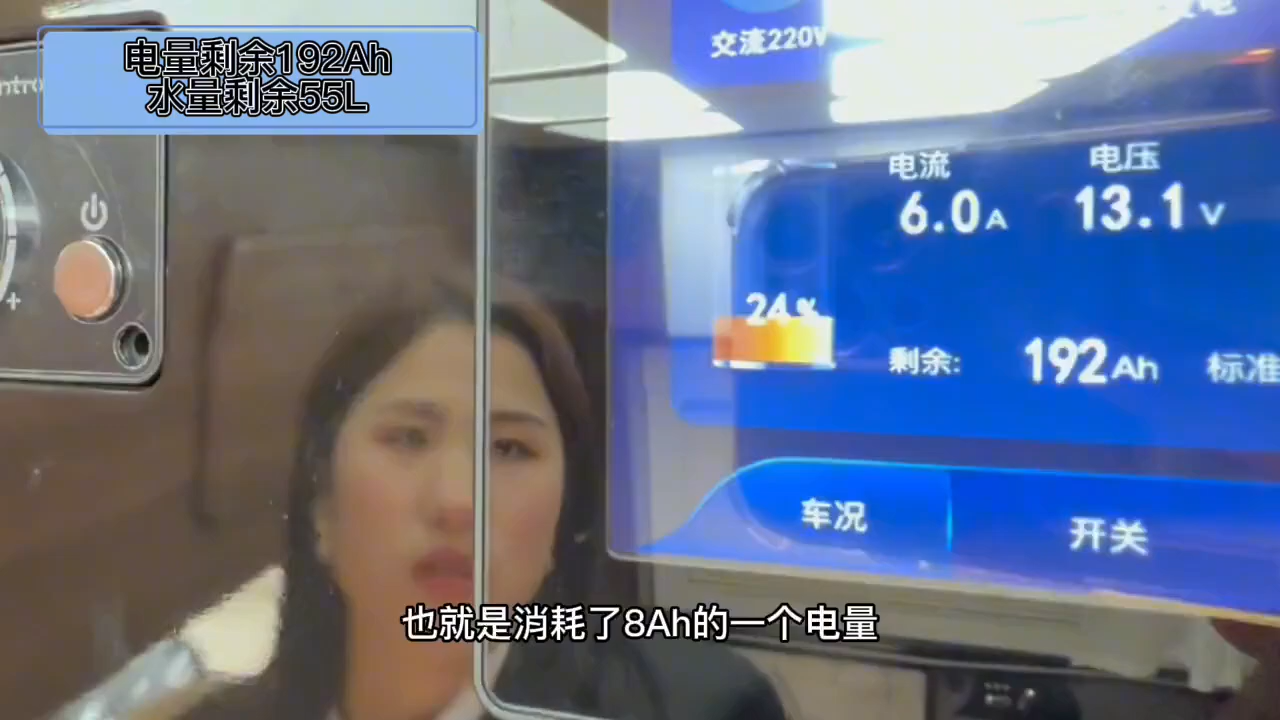 电量剩余192Ah
水量剩余55L
交流220V
电流
电压
6.0A
13.1V
24%
剩余:
192Ah
标准
车况
开关
也就是消耗了8Ah的一个电量